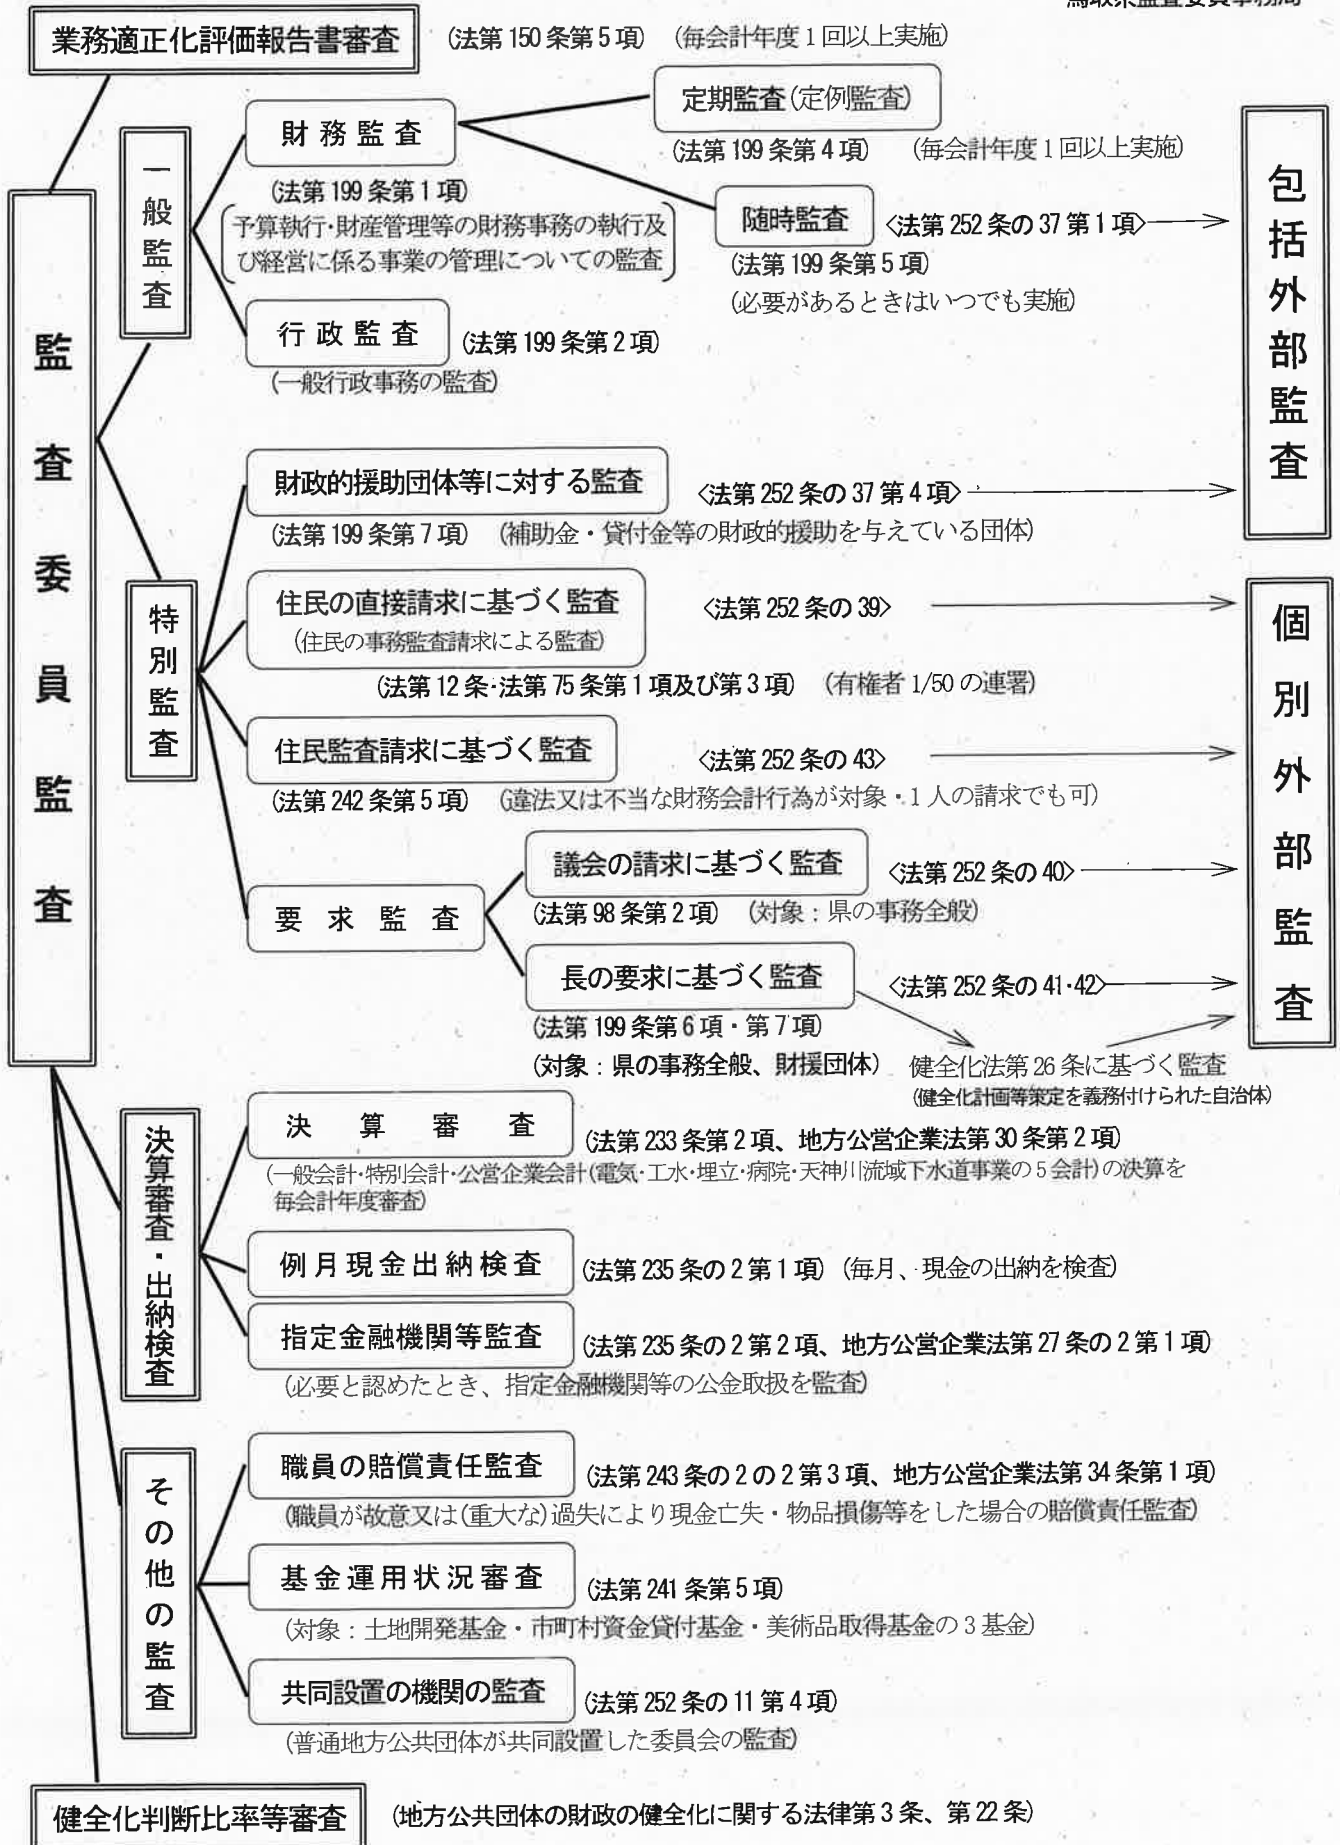 鳥取県監査委員事務局
業務適正化評価報告書審査 (法第150条第5項) (毎会計年度1回以上実施)
監査委員監査
一般監査
財務監査
(法第199条第1項)
予算執行・財産管理等の財務事務の執行及
び経営に係る事業の管理についての監査
定期監査(定例監査)
(法第199条第4項) (毎会計年度1回以上実施)
随時監査 <法第252条の37第1項>
(法第199条第5項)
(必要があるときはいつでも実施)
行政監査 (法第199条第2項)
(一般行政事務の監査)
包括外部監査
特別監査
財政的援助団体等に対する監査 <法第252条の37第4項>
(法第199条第7項) (補助金・貸付金等の財政的援助を与えている団体)
住民の直接請求に基づく監査 <法第252条の39>
(住民の事務監査請求による監査)
(法第12条・法第75条第1項及び第3項) (有権者1/50の連署)
住民監査請求に基づく監査 <法第252条の43>
(法第242条第5項) (違法又は不当な財務会計行為が対象・1人の請求でも可)
要求監査
議会の請求に基づく監査 <法第252条の40>
(法第98条第2項) (対象：県の事務全般)
長の要求に基づく監査 <法第252条の41・42>
(法第199条第6項・第7項)
(対象：県の事務全般、財援団体) 健全化法第26条に基づく監査
(健全化計画等策定を義務付けられた自治体)
個別外部監査
決算審査・出納検査
決算審査 (法第233条第2項、地方公営企業法第30条第2項)
(一般会計・特別会計・公営企業会計(電気・工水・埋立・病院・天神川流域下水道事業の5会計)の決算を
毎会計年度審査)
例月現金出納検査 (法第235条の2第1項) (毎月、現金の出納を検査)
指定金融機関等監査 (法第235条の2第2項、地方公営企業法第27条の2第1項)
(必要と認めたとき、指定金融機関等の公金取扱を監査)
その他の監査
職員の賠償責任監査 (法第243条の2の2第3項、地方公営企業法第34条第1項)
(職員が故意又は(重大な)過失により現金亡失・物品損傷等をした場合の賠償責任監査)
基金運用状況審査 (法第241条第5項)
(対象：土地開発基金・市町村資金貸付基金・美術品取得基金の3基金)
共同設置の機関の監査 (法第252条の11第4項)
(普通地方公共団体が共同設置した委員会の監査)
健全化判断比率等審査 (地方公共団体の財政の健全化に関する法律第3条、第22条)